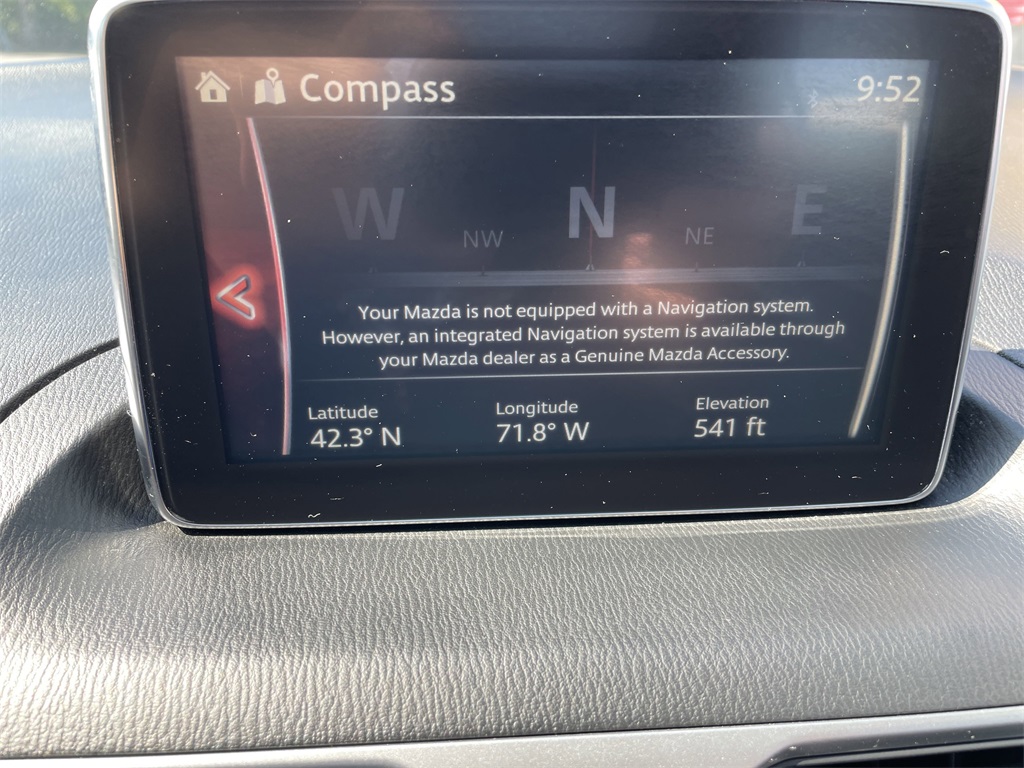 Compass 9:52
W NW N NE E
Your Mazda is not equipped with a Navigation system.
However, an integrated Navigation system is available through
your Mazda dealer as a Genuine Mazda Accessory.
Latitude Longitude Elevation
42.3° N 71.8° W 541 ft